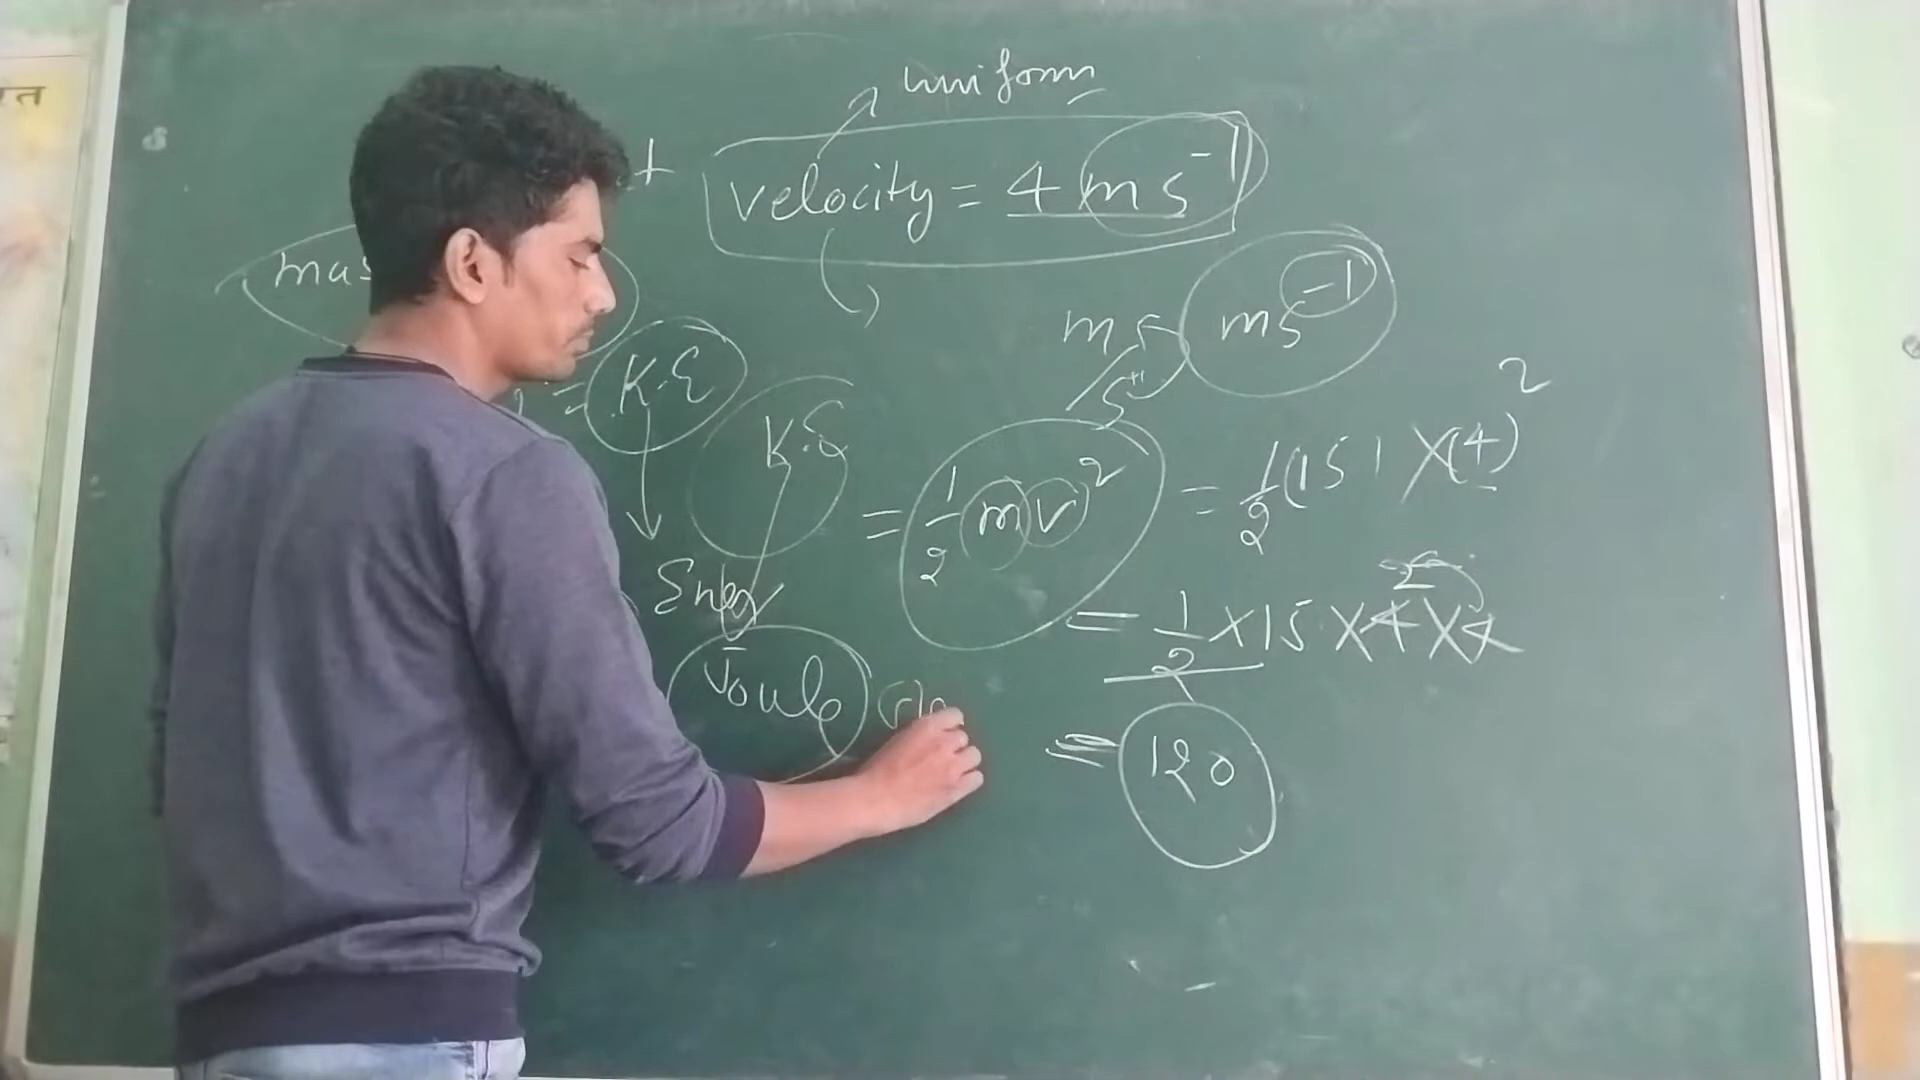 uniform
velocity = 4 ms⁻¹
mas
ms⁻¹
= K.E
K.E = 1/2 mv² = 1/2 (15) × (4)²
= 1/2 × 15 × 4 × 4
Joule
= 120
रत